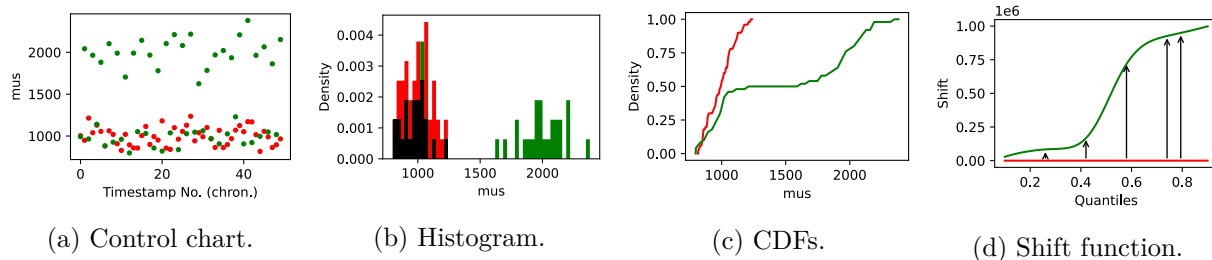 2000
1500
1000
mus
0
20
40
Timestamp No. (chron.)
(a) Control chart.
0.004
0.003
0.002
0.001
0.000
Density
1000
1500
2000
mus
(b) Histogram.
1.00
0.75
0.50
0.25
0.00
Density
1000
1500
2000
mus
(c) CDFs.
1e6
1.00
0.75
0.50
0.25
0.00
Shift
0.2
0.4
0.6
0.8
Quantiles
(d) Shift function.